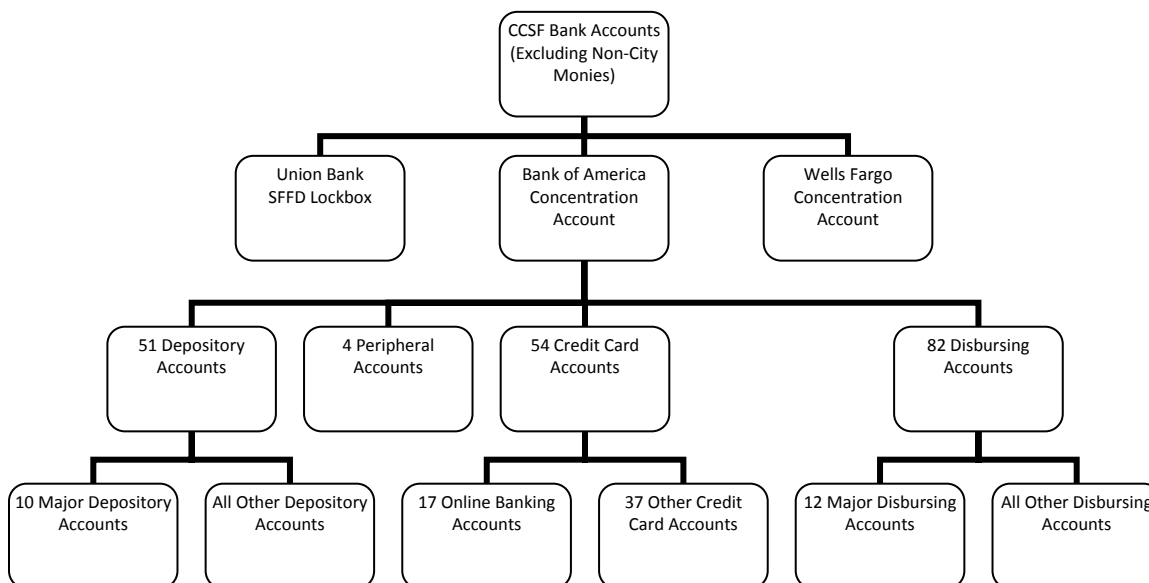 CCSF Bank Accounts
(Excluding Non-City
Monies)
Union Bank
SFFD Lockbox
Bank of America
Concentration
Account
Wells Fargo
Concentration
Account
51 Depository
Accounts
4 Peripheral
Accounts
54 Credit Card
Accounts
82 Disbursing
Accounts
10 Major Depository
Accounts
All Other Depository
Accounts
17 Online Banking
Accounts
37 Other Credit
Card Accounts
12 Major Disbursing
Accounts
All Other Disbursing
Accounts